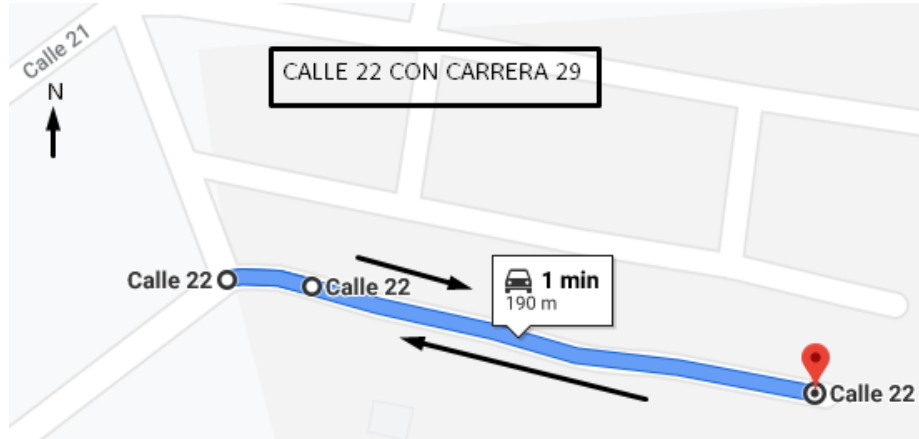 Calle 21
N
CALLE 22 CON CARRERA 29
Calle 22
Calle 22
1 min
190 m
Calle 22